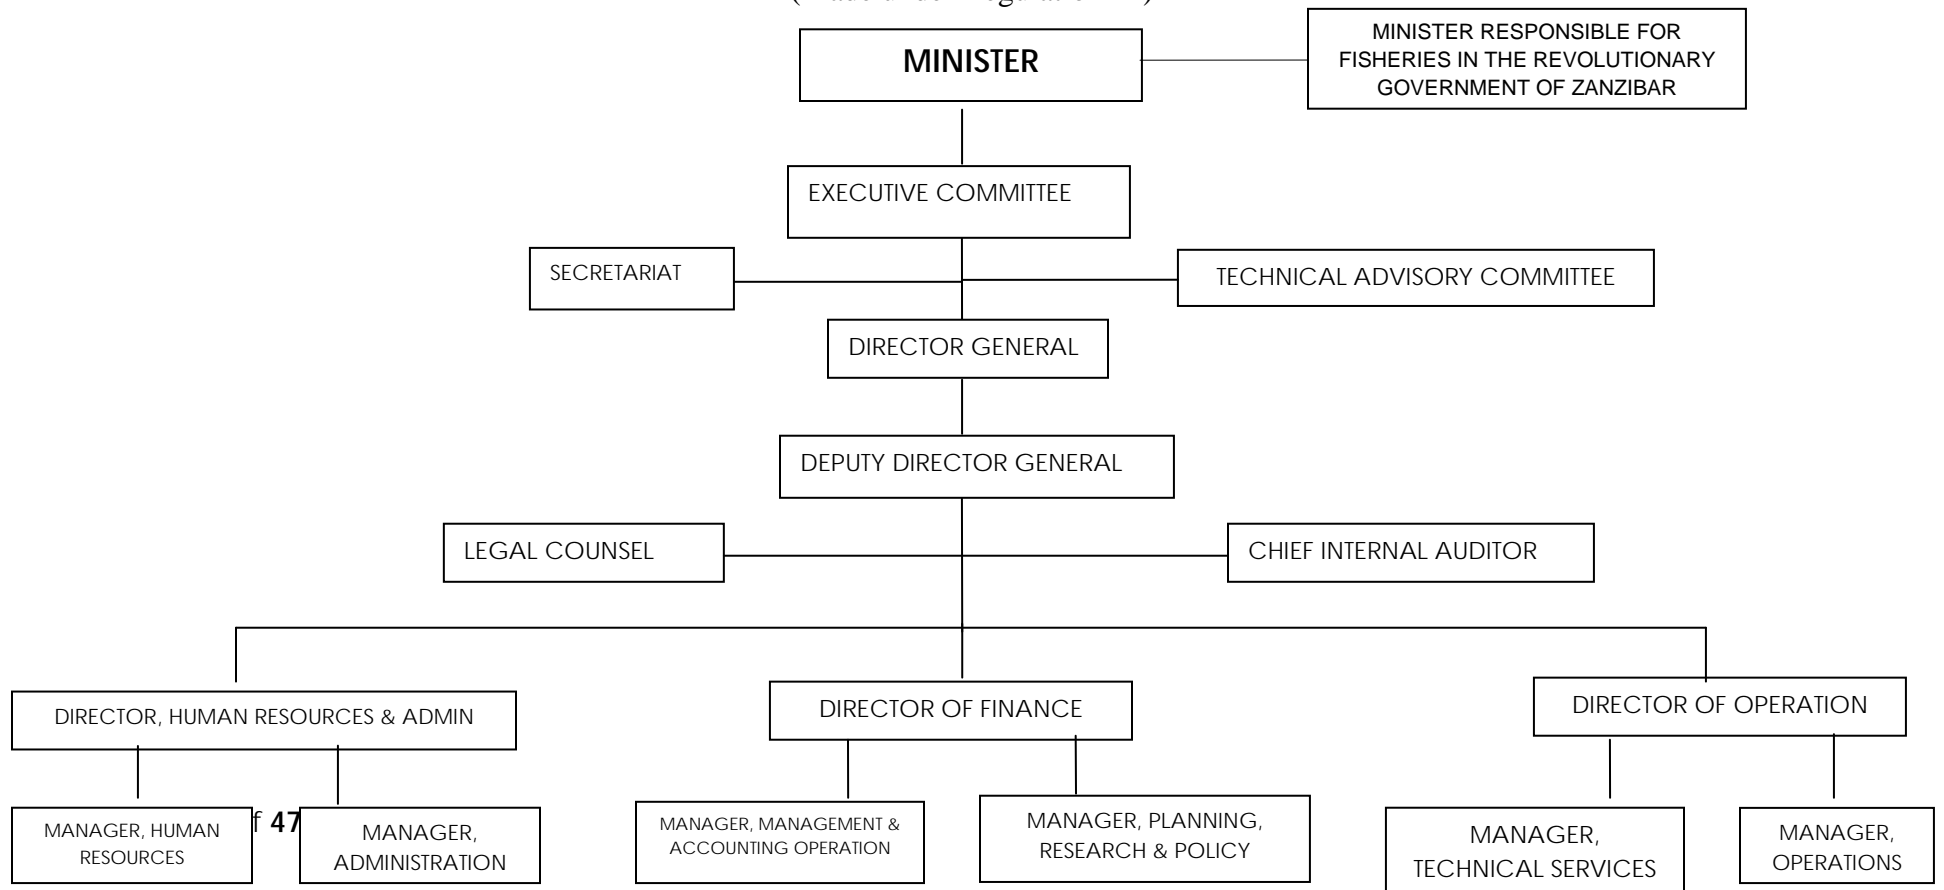 MINISTER
MINISTER RESPONSIBLE FOR
FISHERIES IN THE REVOLUTIONARY
GOVERNMENT OF ZANZIBAR
EXECUTIVE COMMITTEE
SECRETARIAT
TECHNICAL ADVISORY COMMITTEE
DIRECTOR GENERAL
DEPUTY DIRECTOR GENERAL
LEGAL COUNSEL
CHIEF INTERNAL AUDITOR
DIRECTOR, HUMAN RESOURCES & ADMIN
DIRECTOR OF FINANCE
DIRECTOR OF OPERATION
MANAGER, HUMAN
RESOURCES
f 47
MANAGER,
ADMINISTRATION
MANAGER, MANAGEMENT &
ACCOUNTING OPERATION
MANAGER, PLANNING,
RESEARCH & POLICY
MANAGER,
TECHNICAL SERVICES
MANAGER,
OPERATIONS